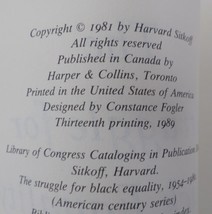 Copyright © 1981 by Harvard Sitkoff
All rights reserved
Published in Canada by
Harper & Collins, Toronto
Printed in the United States of America
Designed by Constance Fogler
Thirteenth printing, 1989
Library of Congress Cataloging in Publication
Sitkoff, Harvard.
The struggle for black equality, 1954-
(American century series)